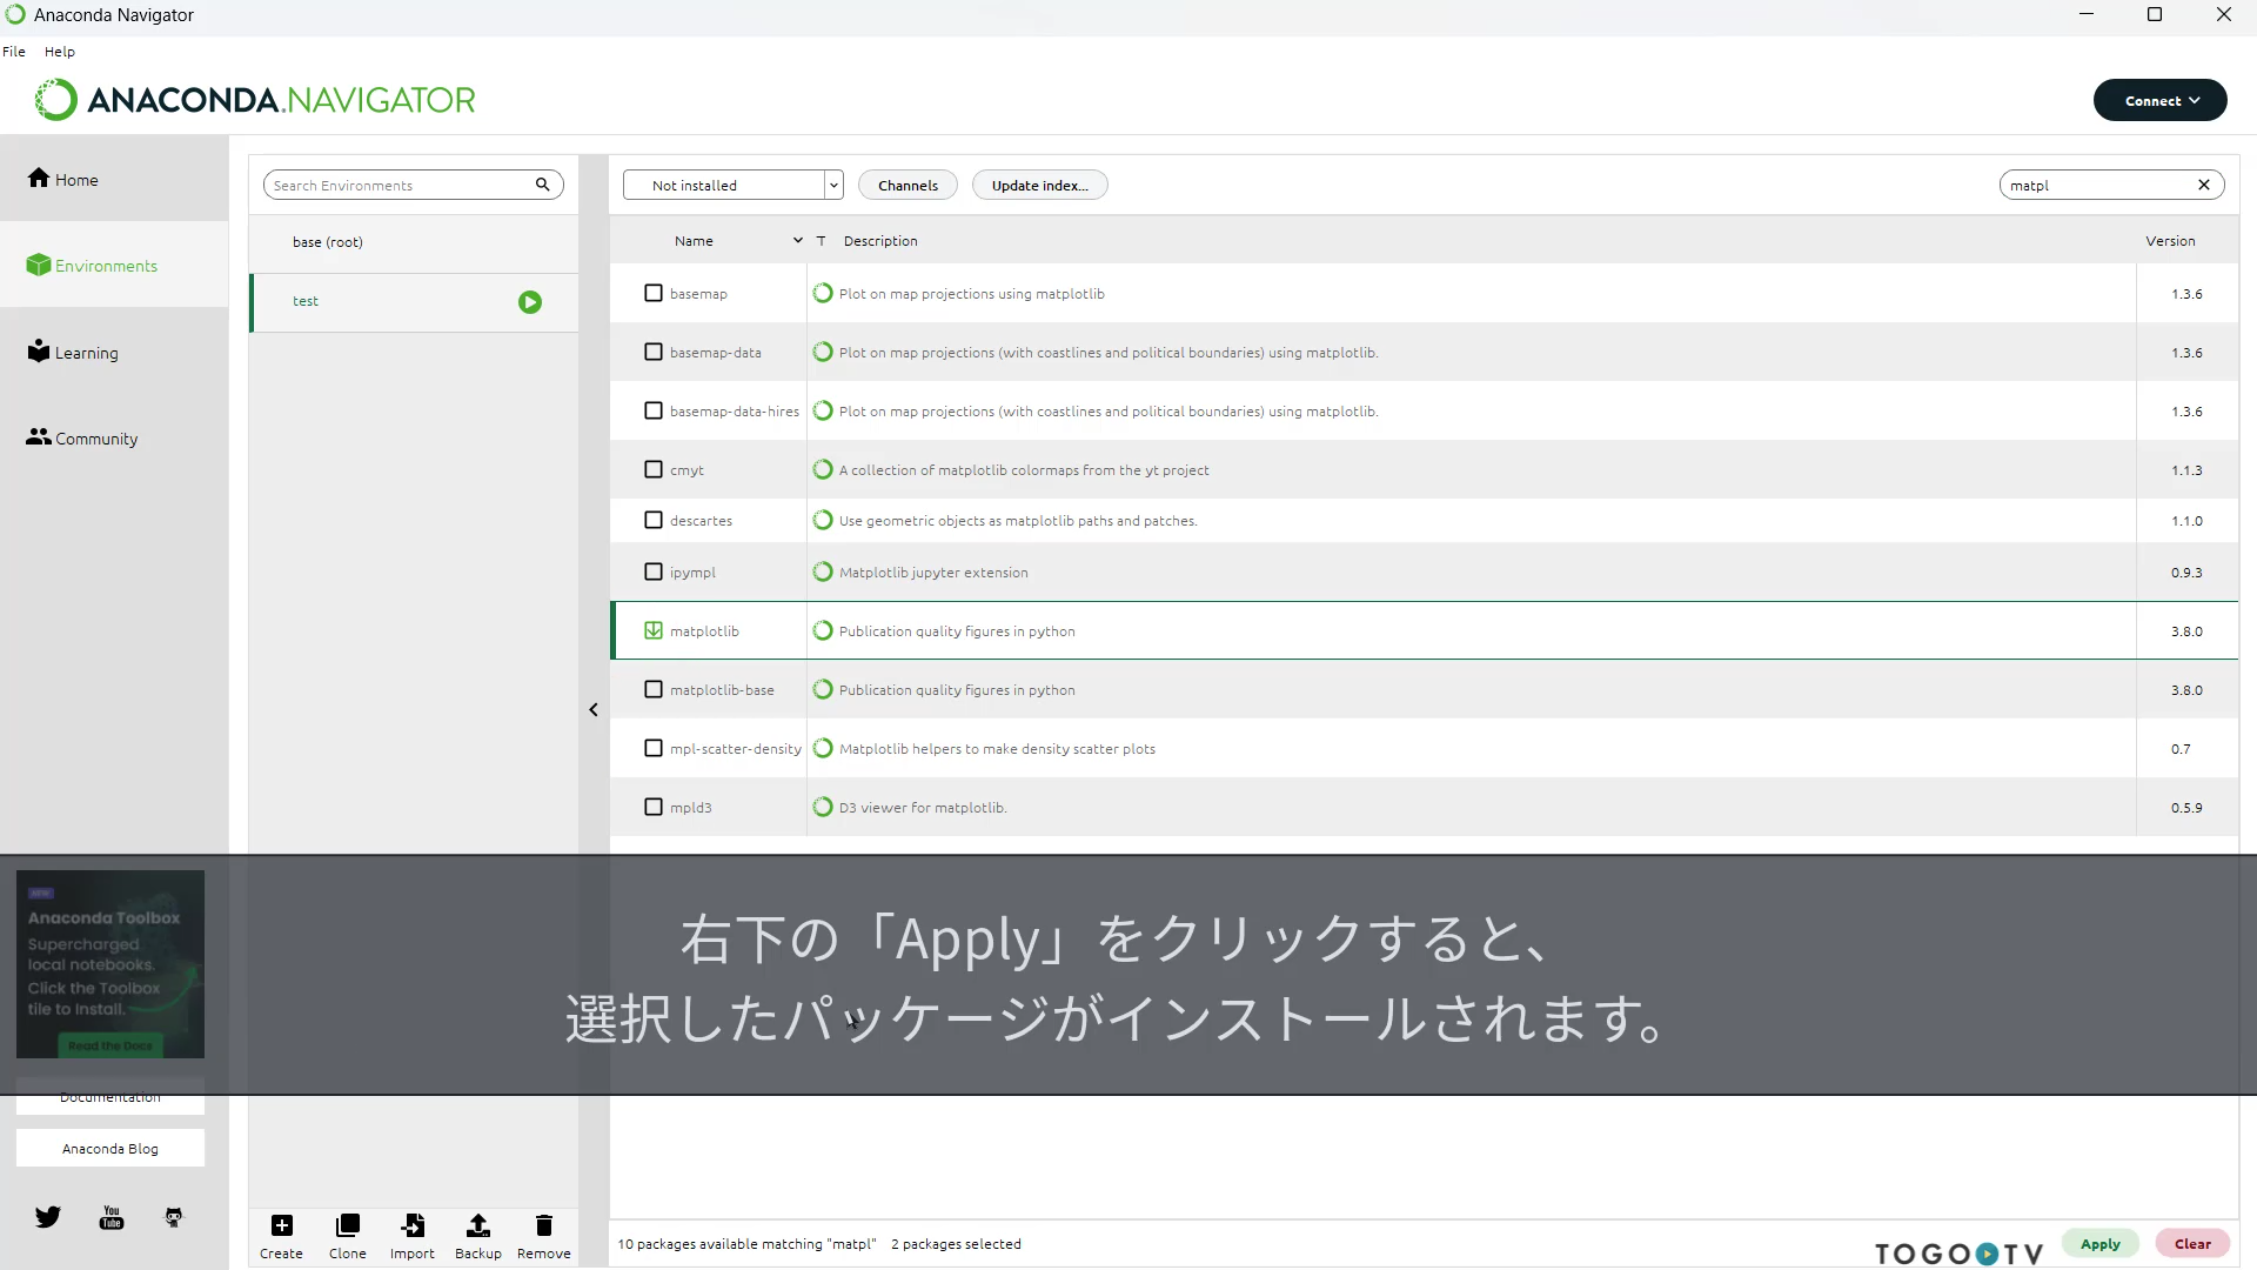 Anaconda Navigator
File Help
ANACONDA.NAVIGATOR
Connect
Home
Environments
Learning
Community
Search Environments
base (root)
test
Not installed
Channels
Update index...
matpl
Name T Description Version
basemap Plot on map projections using matplotlib 1.3.6
basemap-data Plot on map projections (with coastlines and political boundaries) using matplotlib. 1.3.6
basemap-data-hires Plot on map projections (with coastlines and political boundaries) using matplotlib. 1.3.6
cmyt A collection of matplotlib colormaps from the yt project 1.1.3
descartes Use geometric objects as matplotlib paths and patches. 1.1.0
ipympl Matplotlib jupyter extension 0.9.3
matplotlib Publication quality figures in python 3.8.0
matplotlib-base Publication quality figures in python 3.8.0
mpl-scatter-density Matplotlib helpers to make density scatter plots 0.7
mpld3 D3 viewer for matplotlib. 0.5.9
NEW
Anaconda Toolbox
Supercharged
local notebooks.
Click the Toolbox
tile to install.
Read the Docs
右下の「Apply」をクリックすると、
選択したパッケージがインストールされます。
Documentation
Anaconda Blog
You Tube
Create Clone Import Backup Remove
10 packages available matching "matpl" 2 packages selected
TOGO TV
Apply
Clear